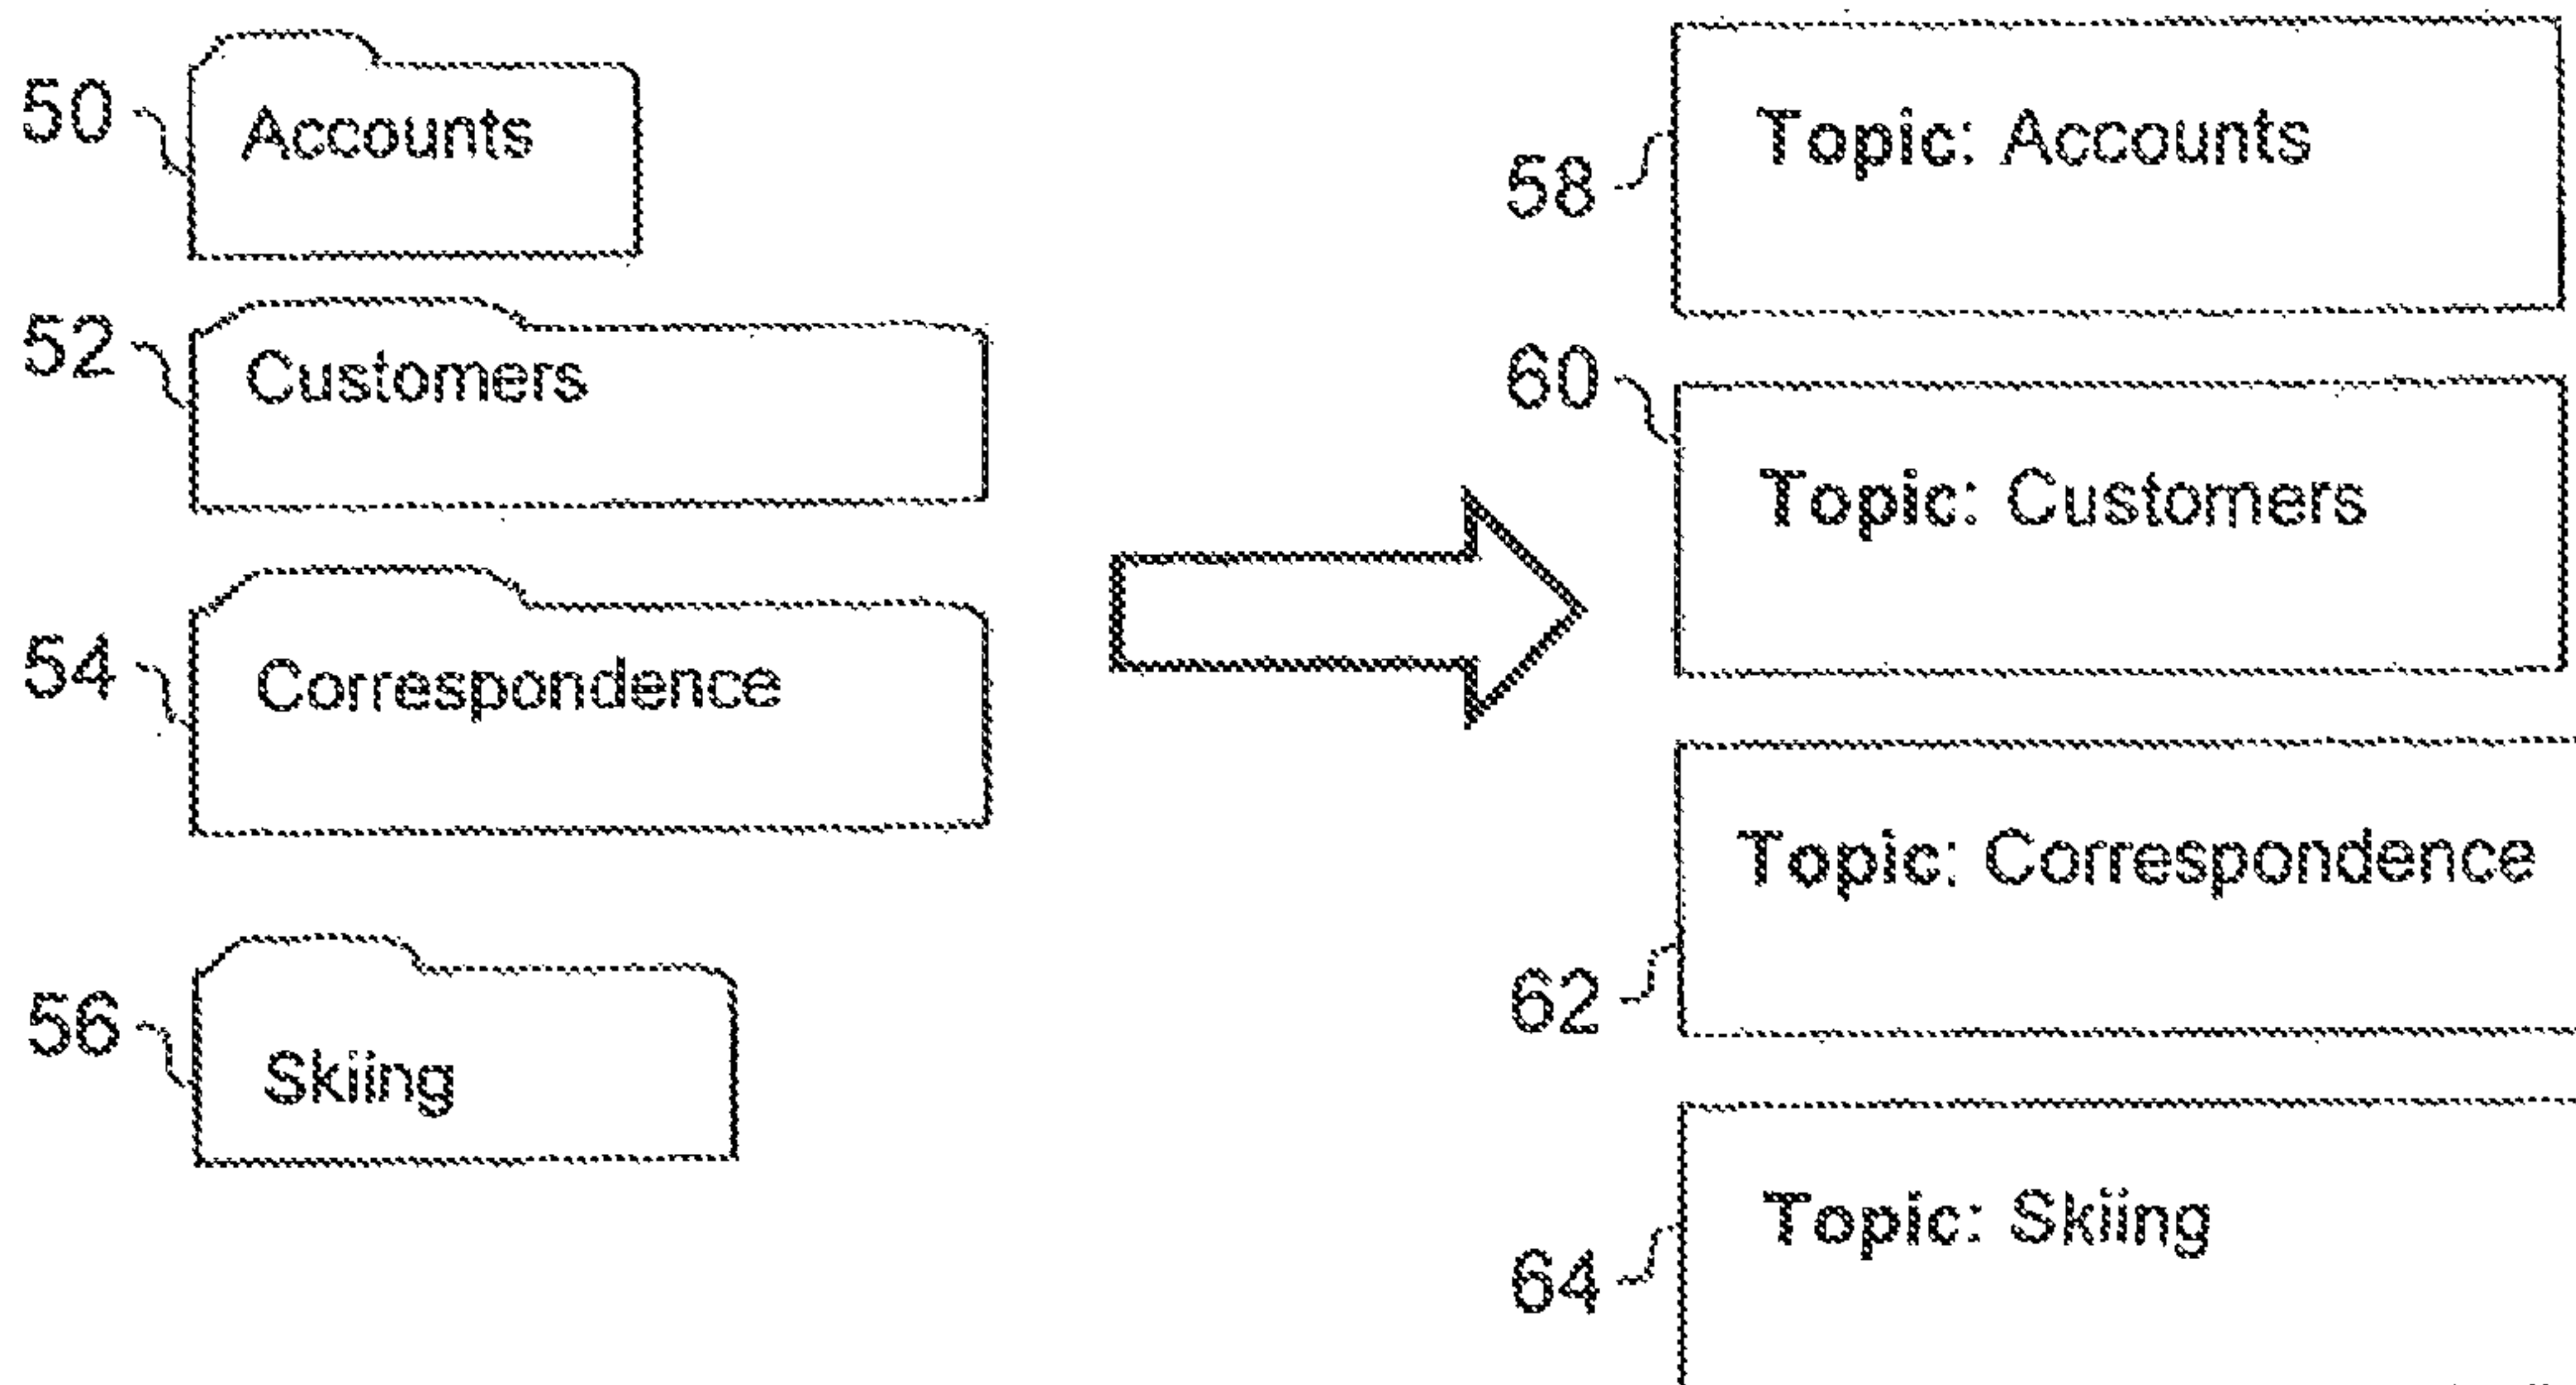 50
Accounts
52
Customers
54
Correspondence
56
Skiing
58
Topic: Accounts
60
Topic: Customers
Topic: Correspondence
62
Topic: Skiing
64